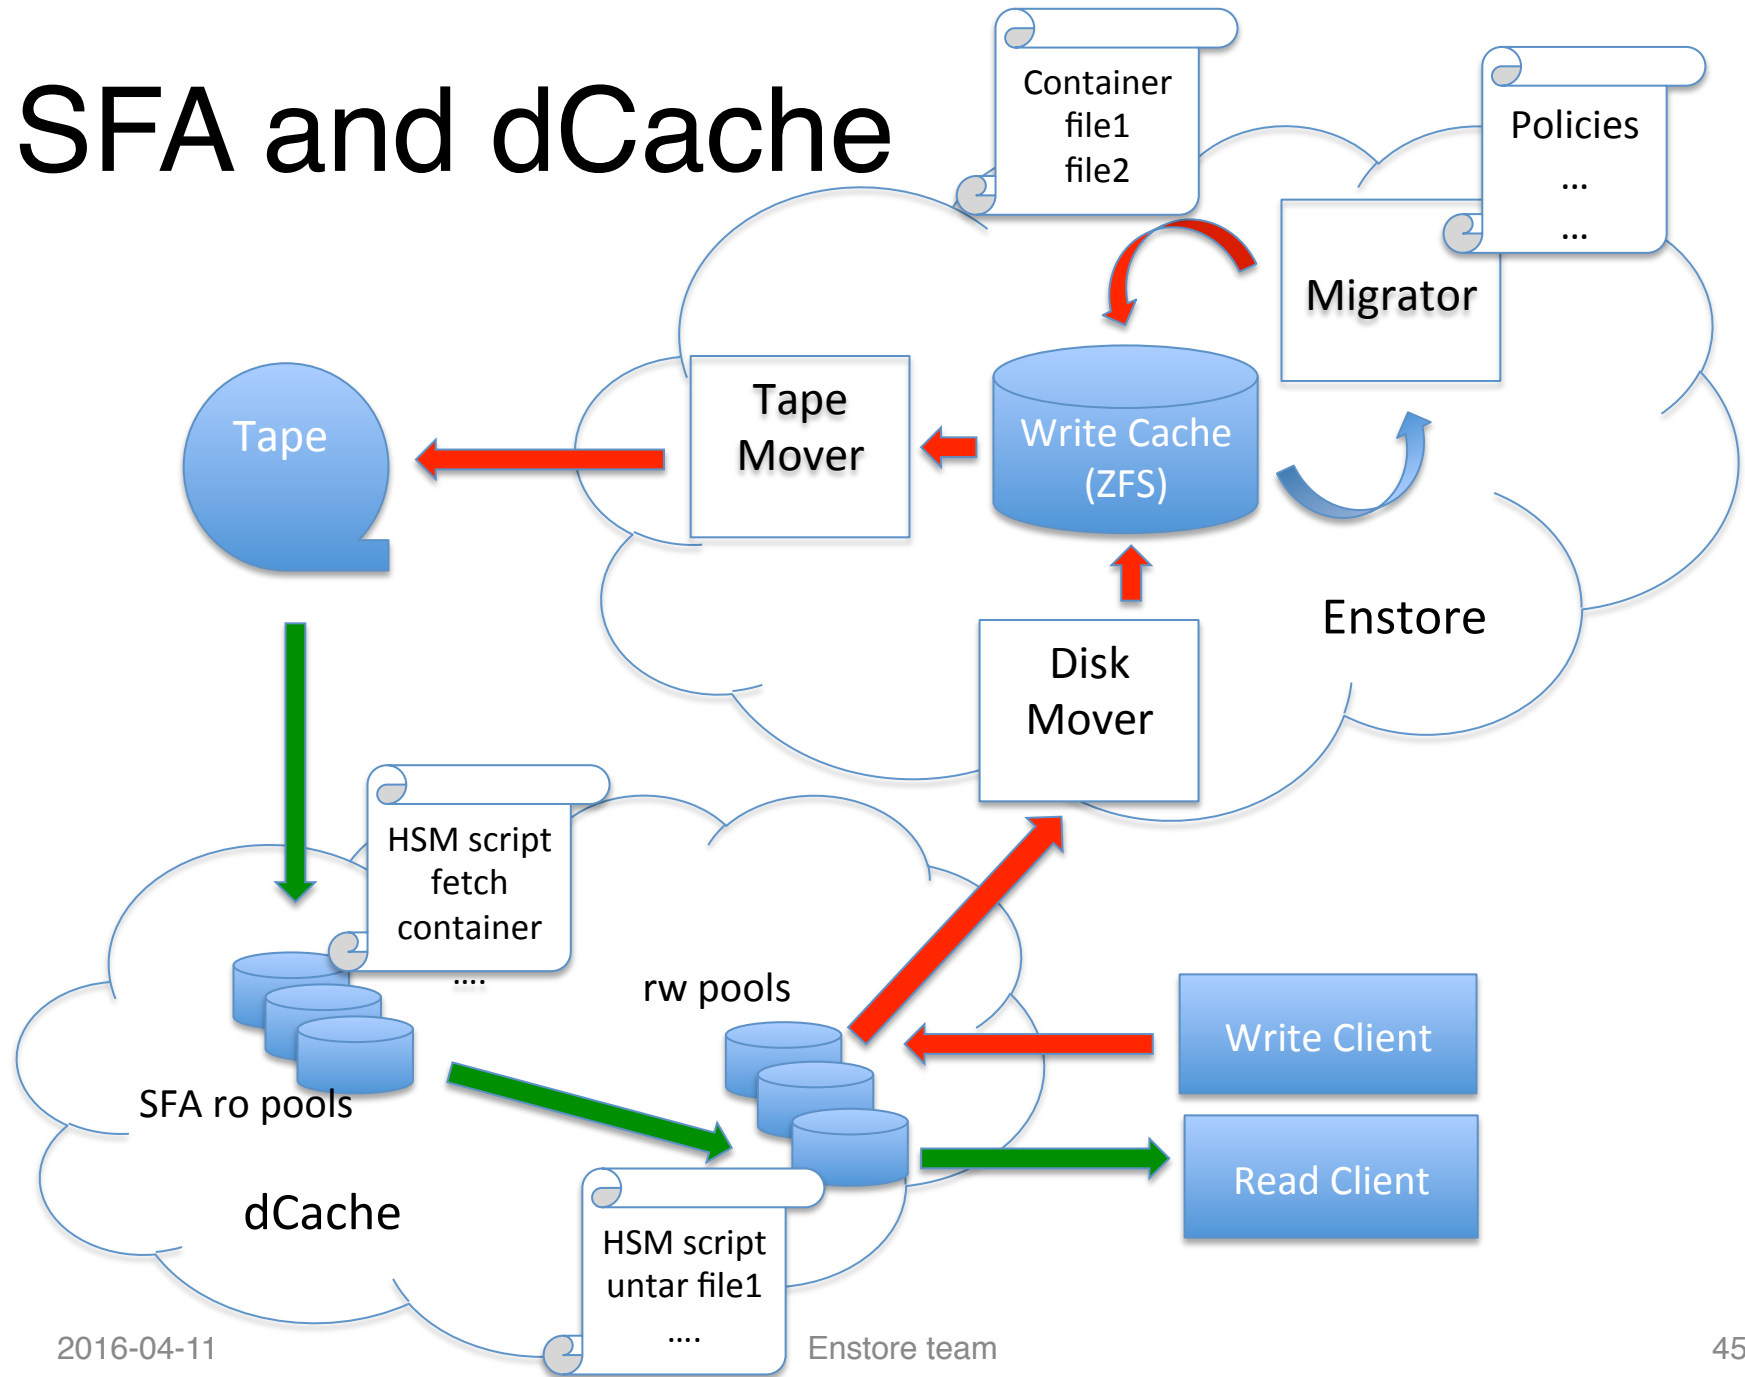 SFA and dCache
Container
file1
file2
Policies
...
...
Migrator
Tape
Mover
Write Cache
(ZFS)
Tape
Enstore
Disk
Mover
HSM script
fetch
container
....
rw pools
SFA ro pools
Write Client
Read Client
dCache
HSM script
untar file1
....
2016-04-11
Enstore team
45